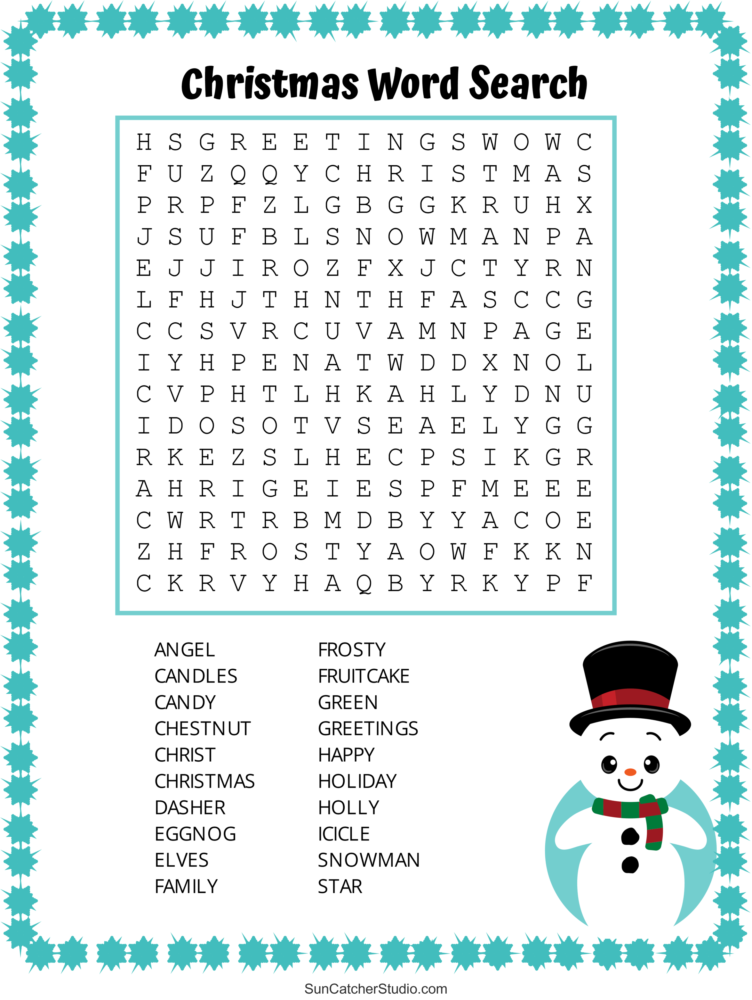 Christmas Word Search
H S G R E E T I N G S W O W C
F U Z Q Q Y C H R I S T M A S
P R P F Z L G B G G K R U H X
J S U F B L S N O W M A N P A
E J J I R O Z F X J C T Y R N
L F H J T H N T H F A S C C G
C C S V R C U V A M N P A G E
I Y H P E N A T W D D X N O L
C V P H T L H K A H L Y D N U
I D O S O T V S E A E L Y G G
R K E Z S L H E C P S I K G R
A H R I G E I E S P F M E E E
C W R T R B M D B Y Y A C O E
Z H F R O S T Y A O W F K K N
C K R V Y H A Q B Y R K Y P F
ANGEL
CANDLES
CANDY
CHESTNUT
CHRIST
CHRISTMAS
DASHER
EGGNOG
ELVES
FAMILY
FROSTY
FRUITCAKE
GREEN
GREETINGS
HAPPY
HOLIDAY
HOLLY
ICICLE
SNOWMAN
STAR
SunCatcherStudio.com